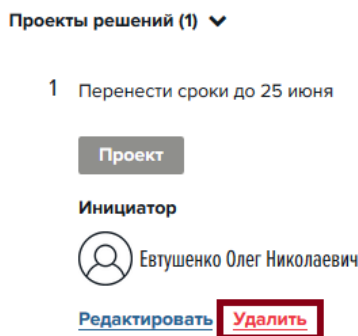 Проекты решений (1)
1 Перенести сроки до 25 июня
Проект
Инициатор
Евтушенко Олег Николаевич
Редактировать Удалить